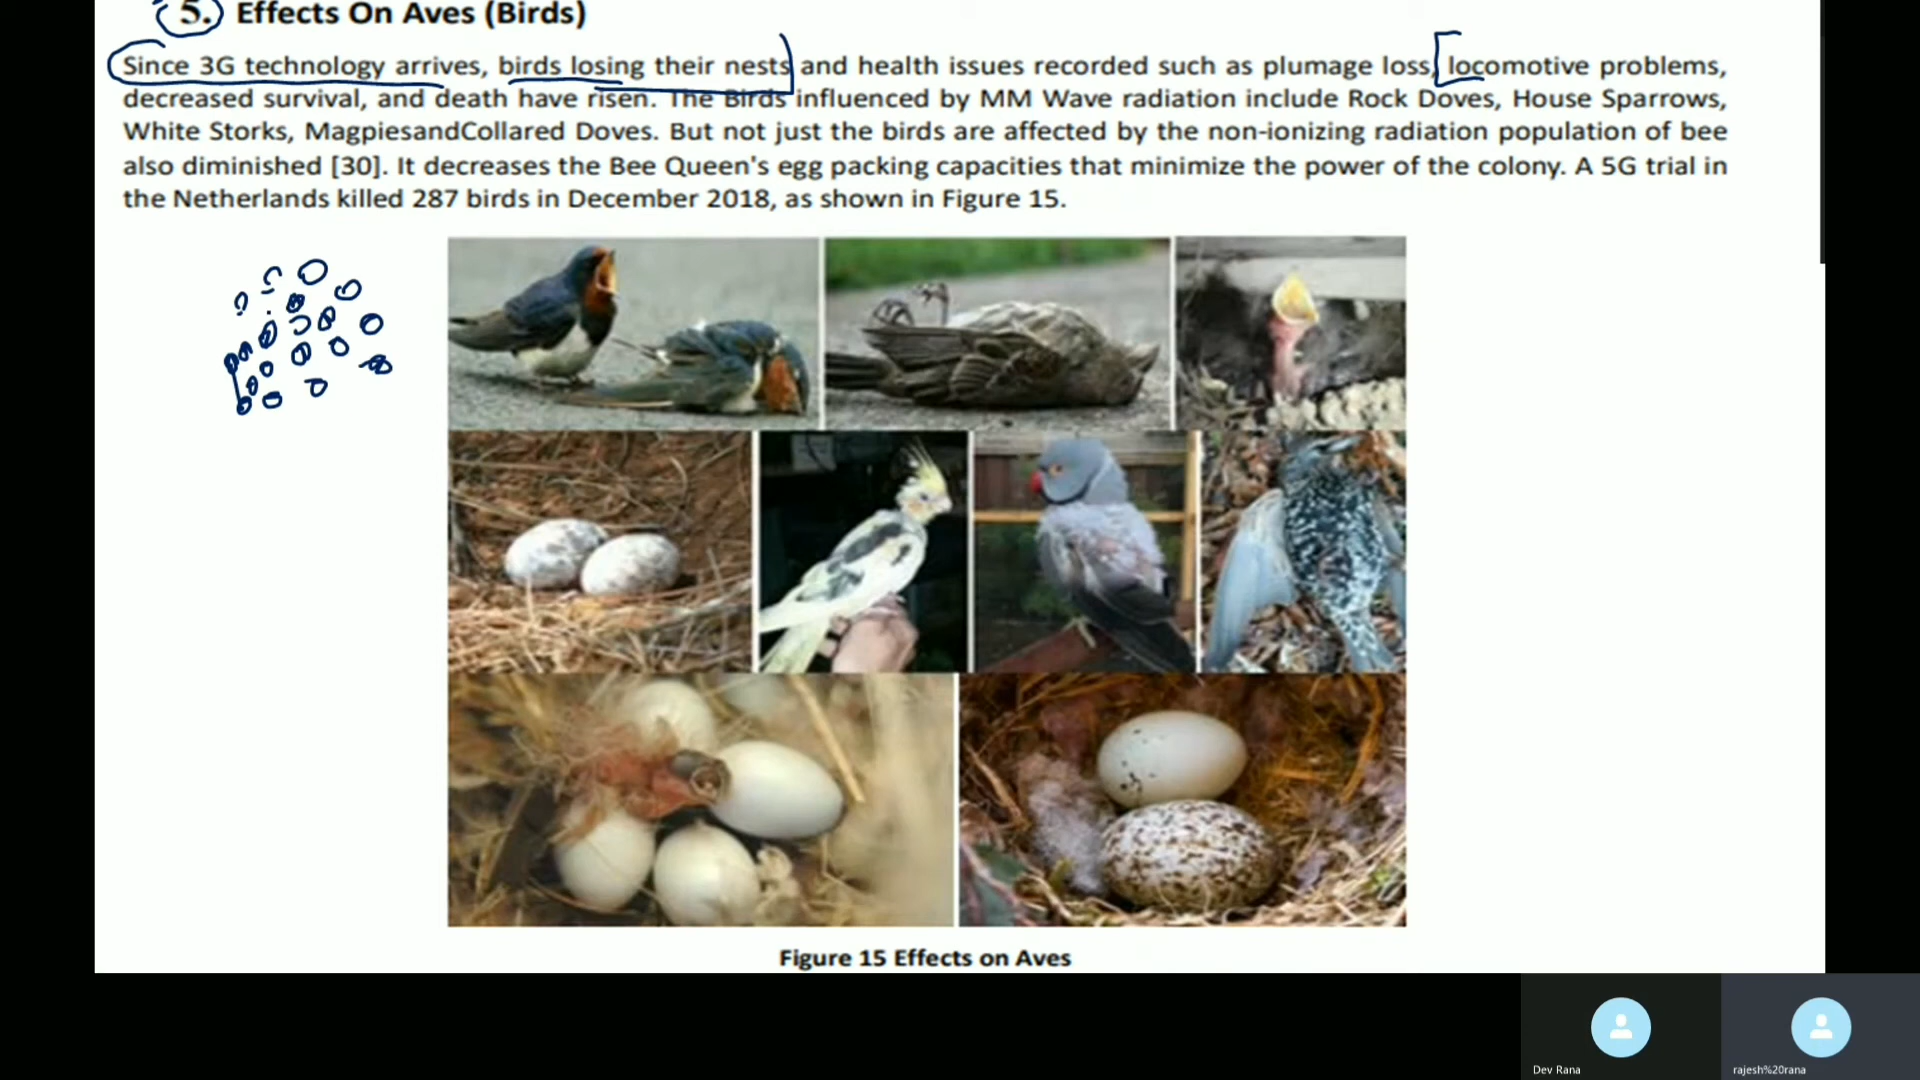 5. Effects On Aves (Birds)
Since 3G technology arrives, birds losing their nests and health issues recorded such as plumage loss, locomotive problems,
decreased survival, and death have risen. The Birds influenced by MM Wave radiation include Rock Doves, House Sparrows,
White Storks, MagpiesandCollared Doves. But not just the birds are affected by the non-ionizing radiation population of bee
also diminished [30]. It decreases the Bee Queen's egg packing capacities that minimize the power of the colony. A 5G trial in
the Netherlands killed 287 birds in December 2018, as shown in Figure 15.
Figure 15 Effects on Aves
Dev Rana
rajesh%20rana